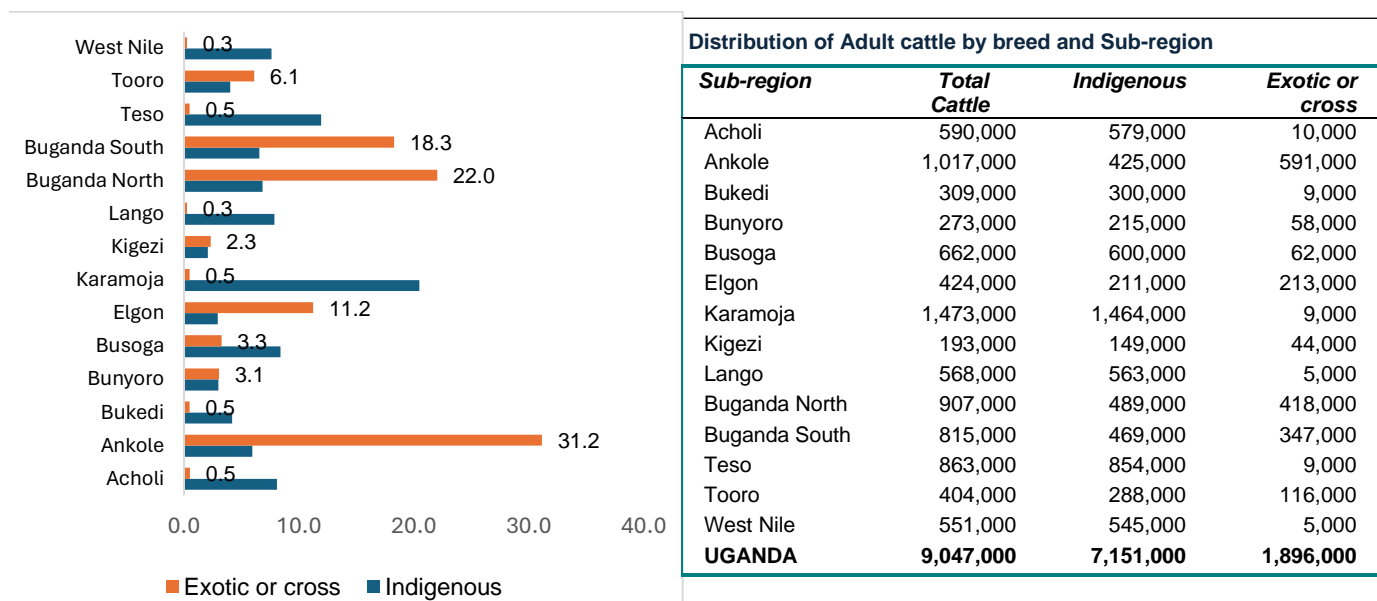 West Nile 0.3
Tooro 6.1
Teso 0.5
Buganda South 18.3
Buganda North 22.0
Lango 0.3
Kigezi 2.3
Karamoja 0.5
Elgon 11.2
Busoga 3.3
Bunyoro 3.1
Bukedi 0.5
Ankole 31.2
Acholi 0.5
0.0 10.0 20.0 30.0 40.0
Exotic or cross Indigenous
Distribution of Adult cattle by breed and Sub-region
Sub-region Total Indigenous Exotic or
Cattle cross
Acholi 590,000 579,000 10,000
Ankole 1,017,000 425,000 591,000
Bukedi 309,000 300,000 9,000
Bunyoro 273,000 215,000 58,000
Busoga 662,000 600,000 62,000
Elgon 424,000 211,000 213,000
Karamoja 1,473,000 1,464,000 9,000
Kigezi 193,000 149,000 44,000
Lango 568,000 563,000 5,000
Buganda North 907,000 489,000 418,000
Buganda South 815,000 469,000 347,000
Teso 863,000 854,000 9,000
Tooro 404,000 288,000 116,000
West Nile 551,000 545,000 5,000
UGANDA 9,047,000 7,151,000 1,896,000